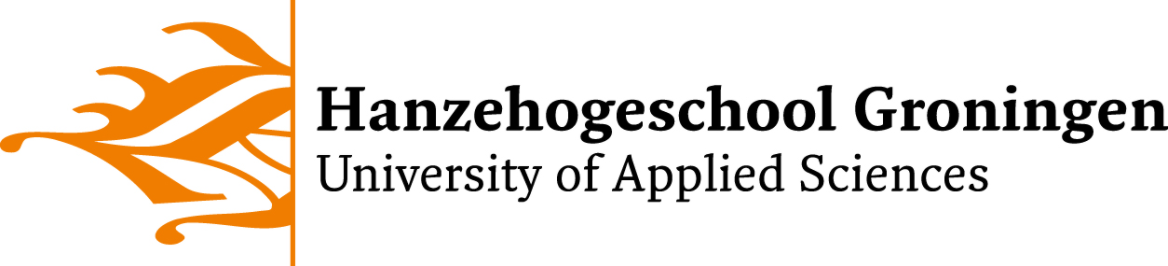 Hanzehogeschool Groningen
University of Applied Sciences